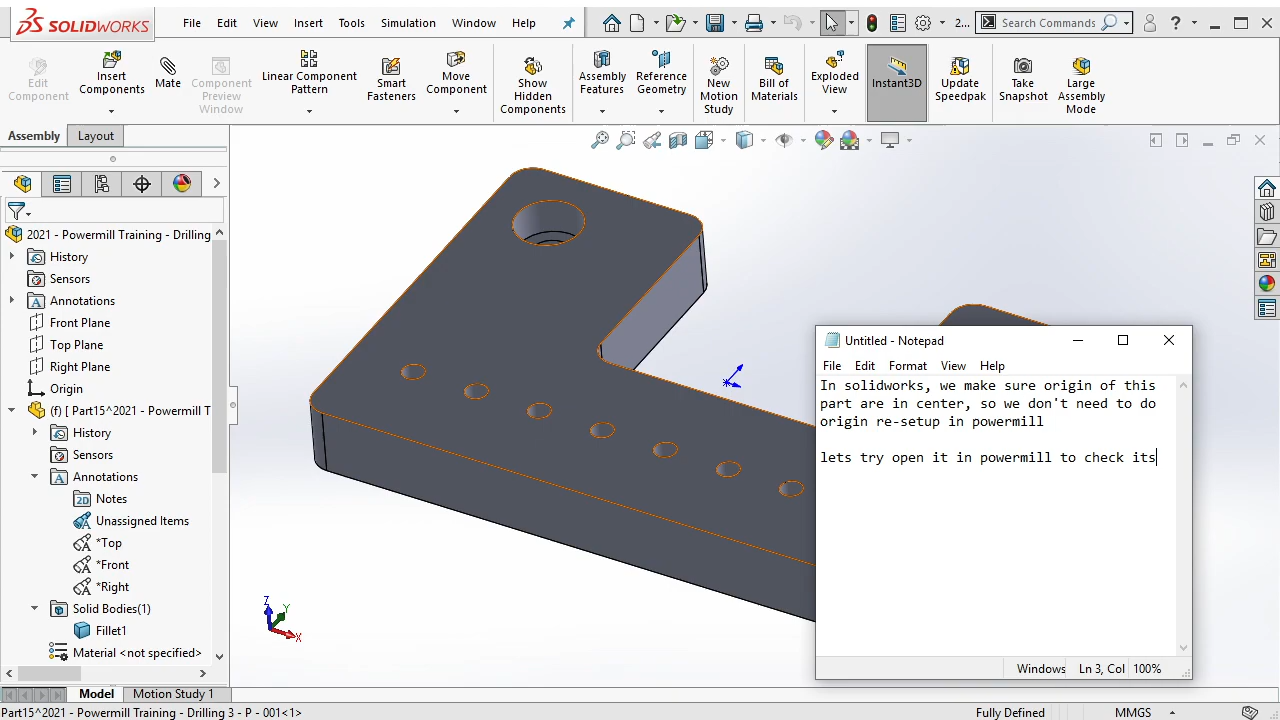 SOLIDWORKS
File Edit View Insert Tools Simulation Window Help
2...
Search Commands
?
Edit Component
Insert Components
Mate
Component Preview Window
Linear Component Pattern
Smart Fasteners
Move Component
Show Hidden Components
Assembly Features
Reference Geometry
New Motion Study
Bill of Materials
Exploded View
Instant3D
Update Speedpak
Take Snapshot
Large Assembly Mode
Assembly Layout
2021 - Powermill Training - Drilling
History
Sensors
Annotations
Front Plane
Top Plane
Right Plane
Origin
(f) [ Part15^2021 - Powermill T
History
Sensors
Annotations
Notes
Unassigned Items
*Top
*Front
*Right
Solid Bodies(1)
Fillet1
Material <not specified>
Z
Y
X
Untitled - Notepad
File Edit Format View Help
In solidworks, we make sure origin of this
part are in center, so we don't need to do
origin re-setup in powermill
lets try open it in powermill to check its
Windows Ln 3, Col 100%
Model Motion Study 1
Part15^2021 - Powermill Training - Drilling 3 - P - 001<1>
Fully Defined
MMGS